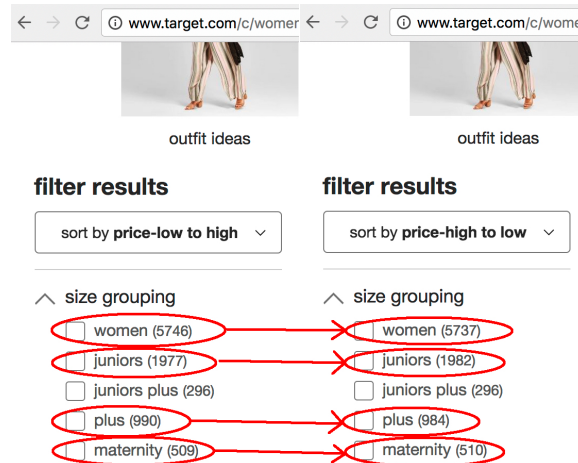 www.target.com/c/women
outfit ideas
filter results
sort by price-low to high
size grouping
women (5746)
juniors (1977)
juniors plus (296)
plus (990)
maternity (509)
www.target.com/c/wome
outfit ideas
filter results
sort by price-high to low
size grouping
women (5737)
juniors (1982)
juniors plus (296)
plus (984)
maternity (510)